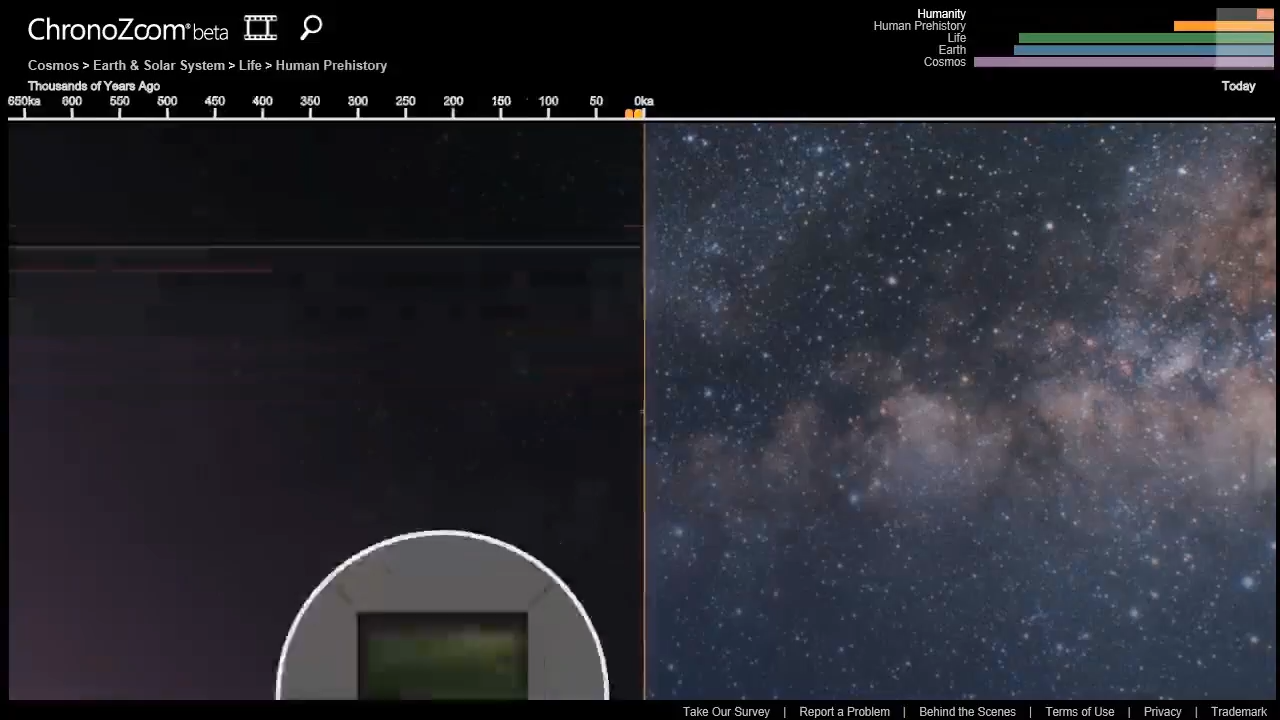 ChronoZoom® beta
Humanity
Human Prehistory
Life
Earth
Cosmos
Cosmos > Earth & Solar System > Life > Human Prehistory
Thousands of Years Ago
Today
650ka 600 550 500 450 400 350 300 250 200 150 100 50 0ka
Take Our Survey | Report a Problem | Behind the Scenes | Terms of Use | Privacy | Trademark